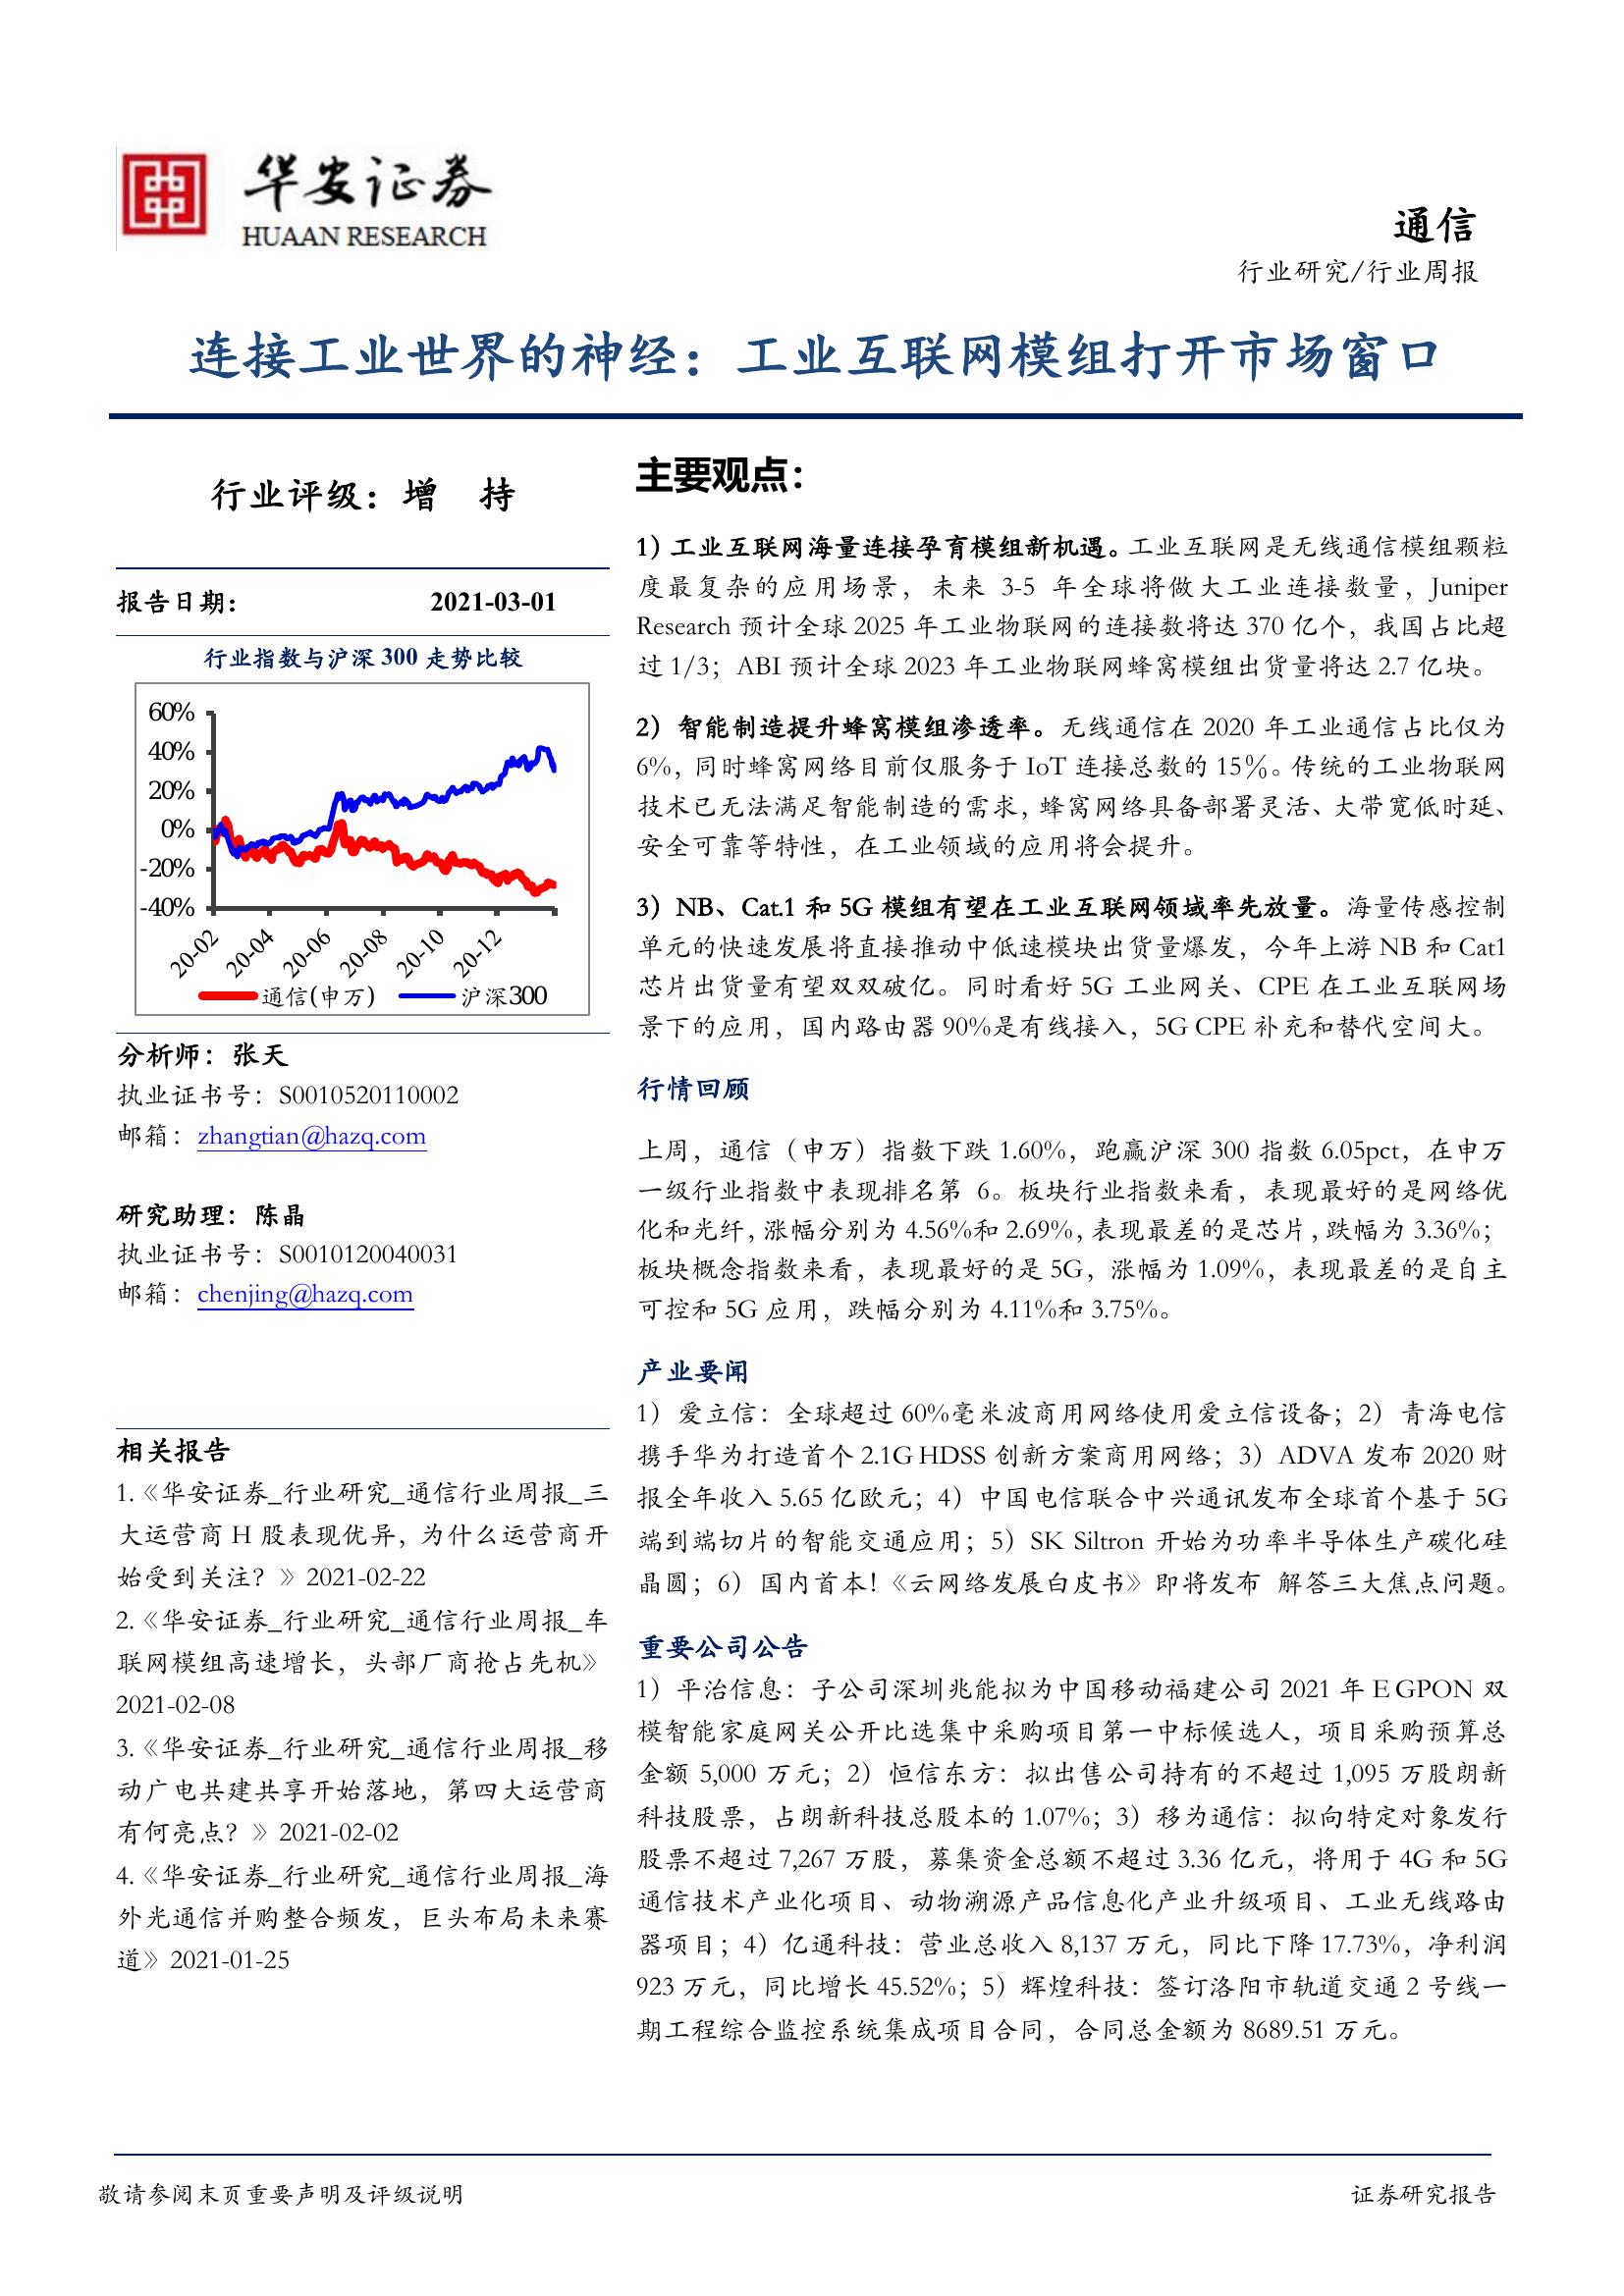 华安证券
HUAAN RESEARCH
通信
行业研究/行业周报
连接工业世界的神经：工业互联网模组打开市场窗口
行业评级：增 持
报告日期： 2021-03-01
行业指数与沪深 300 走势比较
60%
40%
20%
0%
-20%
-40%
20-02
20-04
20-06
20-08
20-10
20-12
通信(申万) 沪深300
分析师：张天
执业证书号：S0010520110002
邮箱：zhangtian@hazq.com
研究助理：陈晶
执业证书号：S0010120040031
邮箱：chenjing@hazq.com
相关报告
1.《华安证券_行业研究_通信行业周报_三
大运营商 H 股表现优异，为什么运营商开
始受到关注？》2021-02-22
2.《华安证券_行业研究_通信行业周报_车
联网模组高速增长，头部厂商抢占先机》
2021-02-08
3.《华安证券_行业研究_通信行业周报_移
动广电共建共享开始落地，第四大运营商
有何亮点？》2021-02-02
4.《华安证券_行业研究_通信行业周报_海
外光通信并购整合频发，巨头布局未来赛
道》2021-01-25
主要观点：
1）工业互联网海量连接孕育模组新机遇。工业互联网是无线通信模组颗粒
度最复杂的应用场景，未来 3-5 年全球将做大工业连接数量，Juniper
Research 预计全球 2025 年工业物联网的连接数将达 370 亿个，我国占比超
过 1/3；ABI 预计全球 2023 年工业物联网蜂窝模组出货量将达 2.7 亿块。
2）智能制造提升蜂窝模组渗透率。无线通信在 2020 年工业通信占比仅为
6%，同时蜂窝网络目前仅服务于 IoT 连接总数的 15％。传统的工业物联网
技术已无法满足智能制造的需求，蜂窝网络具备部署灵活、大带宽低时延、
安全可靠等特性，在工业领域的应用将会提升。
3）NB、Cat.1 和 5G 模组有望在工业互联网领域率先放量。海量传感控制
单元的快速发展将直接推动中低速模块出货量爆发，今年上游 NB 和 Cat1
芯片出货量有望双双破亿。同时看好 5G 工业网关、CPE 在工业互联网场
景下的应用，国内路由器 90%是有线接入，5G CPE 补充和替代空间大。
行情回顾
上周，通信（申万）指数下跌 1.60%，跑赢沪深 300 指数 6.05pct，在申万
一级行业指数中表现排名第 6。板块行业指数来看，表现最好的是网络优
化和光纤，涨幅分别为 4.56%和 2.69%，表现最差的是芯片，跌幅为 3.36%；
板块概念指数来看，表现最好的是 5G，涨幅为 1.09%，表现最差的是自主
可控和 5G 应用，跌幅分别为 4.11%和 3.75%。
产业要闻
1）爱立信：全球超过 60%毫米波商用网络使用爱立信设备；2）青海电信
携手华为打造首个 2.1G HDSS 创新方案商用网络；3）ADVA 发布 2020 财
报全年收入 5.65 亿欧元；4）中国电信联合中兴通讯发布全球首个基于 5G
端到端切片的智能交通应用；5）SK Siltron 开始为功率半导体生产碳化硅
晶圆；6）国内首本！《云网络发展白皮书》即将发布 解答三大焦点问题。
重要公司公告
1）平治信息：子公司深圳兆能拟为中国移动福建公司 2021 年 E GPON 双
模智能家庭网关公开比选集中采购项目第一中标候选人，项目采购预算总
金额 5,000 万元；2）恒信东方：拟出售公司持有的不超过 1,095 万股朗新
科技股票，占朗新科技总股本的 1.07%；3）移为通信：拟向特定对象发行
股票不超过 7,267 万股，募集资金总额不超过 3.36 亿元，将用于 4G 和 5G
通信技术产业化项目、动物溯源产品信息化产业升级项目、工业无线路由
器项目；4）亿通科技：营业总收入 8,137 万元，同比下降 17.73%，净利润
923 万元，同比增长 45.52%；5）辉煌科技：签订洛阳市轨道交通 2 号线一
期工程综合监控系统集成项目合同，合同总金额为 8689.51 万元。
敬请参阅末页重要声明及评级说明 证券研究报告